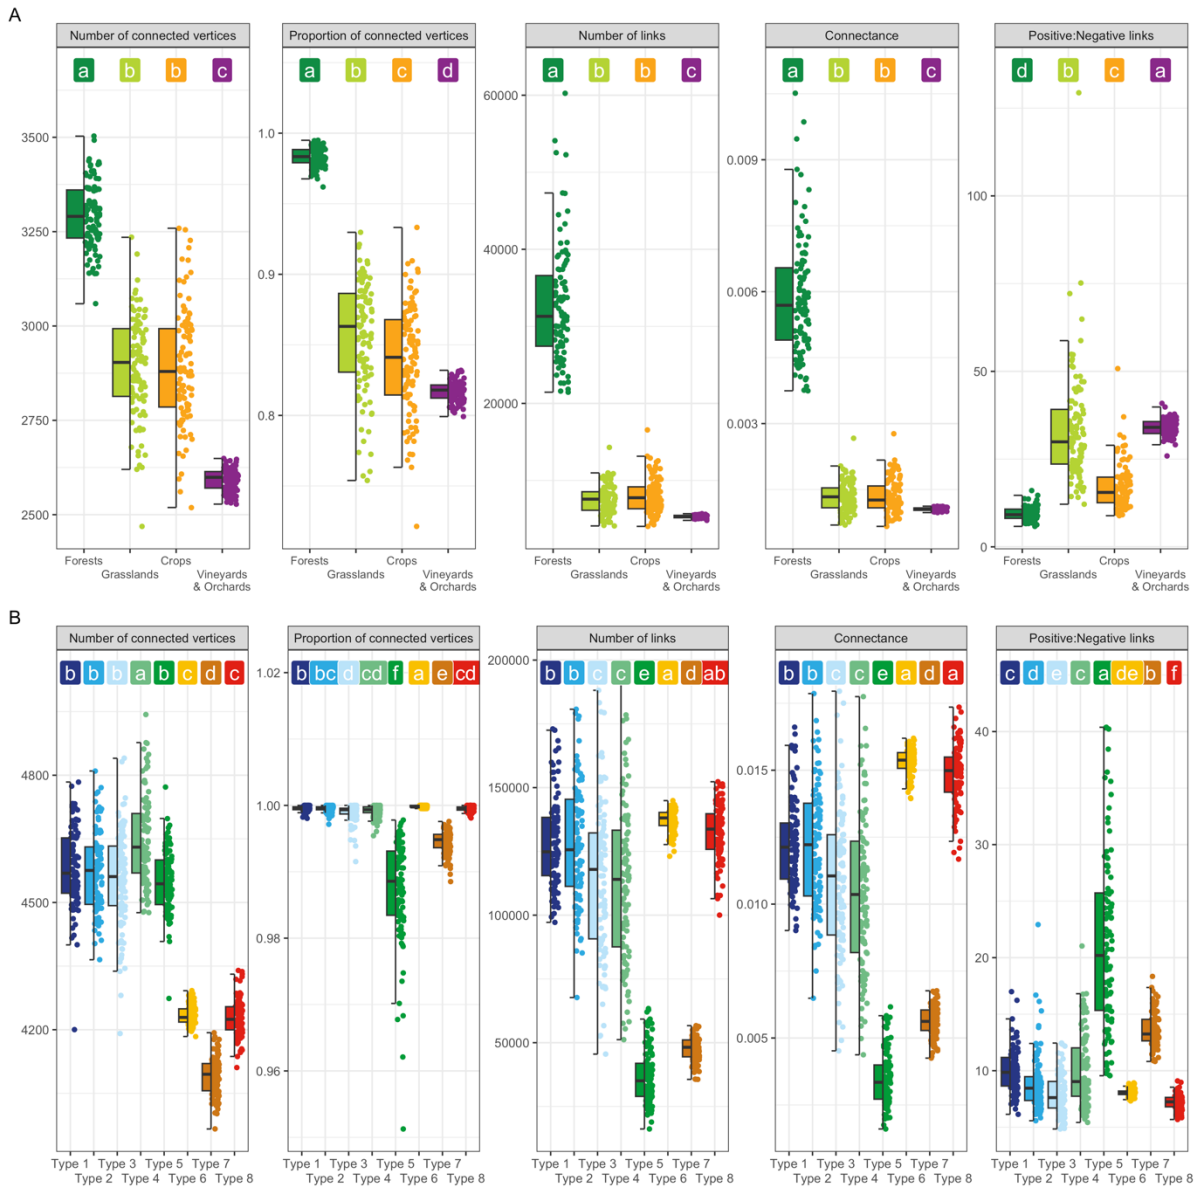 A
Number of connected vertices
Proportion of connected vertices
Number of links
Connectance
Positive:Negative links
a b b c
a b c d
a b b c
a b b c
d b c a
3500
3250
3000
2750
2500
1.0
0.9
0.8
60000
40000
20000
0.009
0.006
0.003
100
50
0
Forests Crops
Grasslands Vineyards
& Orchards
Forests Crops
Grasslands Vineyards
& Orchards
Forests Crops
Grasslands Vineyards
& Orchards
Forests Crops
Grasslands Vineyards
& Orchards
Forests Crops
Grasslands Vineyards
& Orchards
B
Number of connected vertices
Proportion of connected vertices
Number of links
Connectance
Positive:Negative links
b b b a b c d c
b bc d cd f a e cd
b b c c e a d ab
b b c c e a d a
c d e c a de b f
4800
4500
4200
1.02
1.00
0.98
0.96
200000
150000
100000
50000
0.015
0.010
0.005
40
30
20
10
Type 1 Type 3 Type 5 Type 7
Type 2 Type 4 Type 6 Type 8
Type 1 Type 3 Type 5 Type 7
Type 2 Type 4 Type 6 Type 8
Type 1 Type 3 Type 5 Type 7
Type 2 Type 4 Type 6 Type 8
Type 1 Type 3 Type 5 Type 7
Type 2 Type 4 Type 6 Type 8
Type 1 Type 3 Type 5 Type 7
Type 2 Type 4 Type 6 Type 8